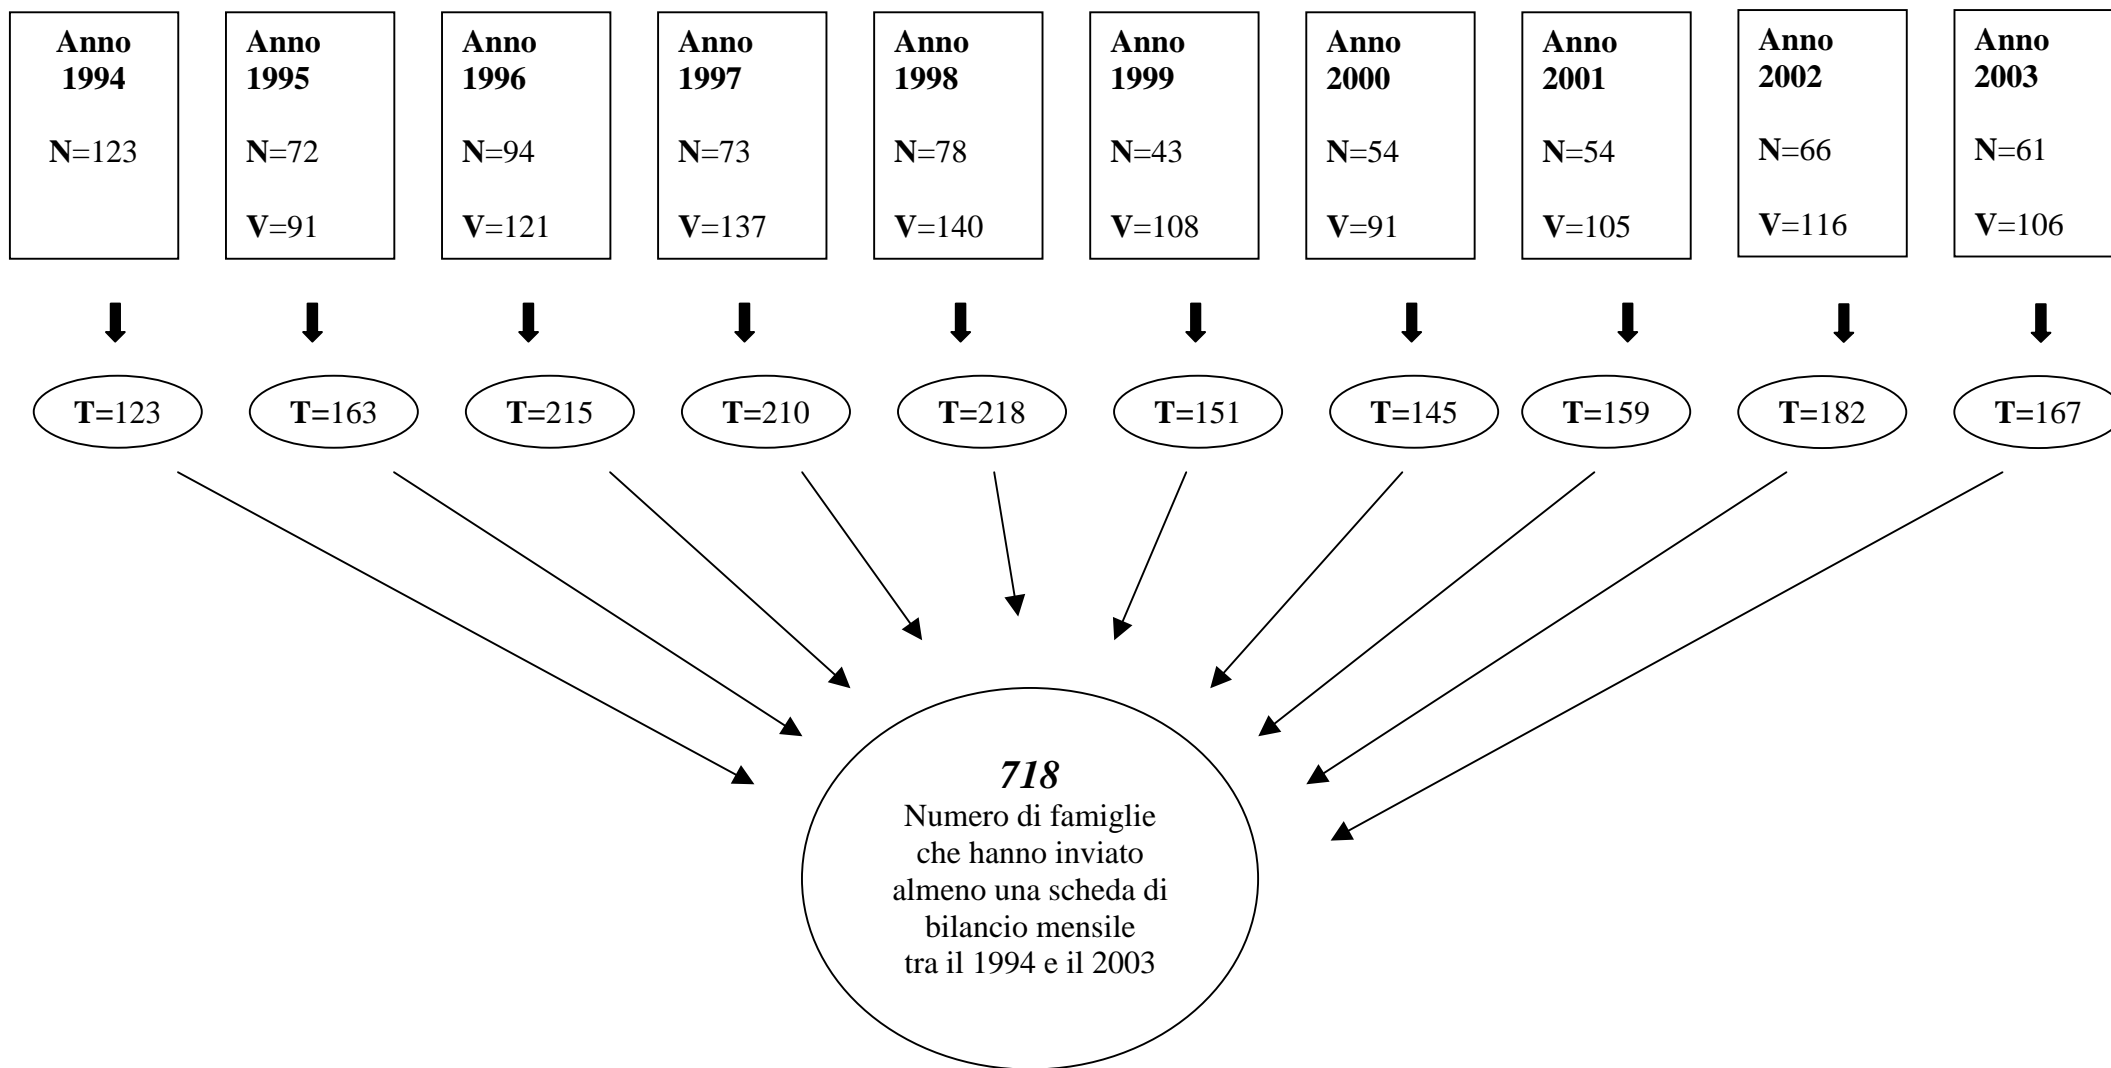 Anno
1994
N=123
Anno
1995
N=72
V=91
Anno
1996
N=94
V=121
Anno
1997
N=73
V=137
Anno
1998
N=78
V=140
Anno
1999
N=43
V=108
Anno
2000
N=54
V=91
Anno
2001
N=54
V=105
Anno
2002
N=66
V=116
Anno
2003
N=61
V=106
T=123
T=163
T=215
T=210
T=218
T=151
T=145
T=159
T=182
T=167
718
Numero di famiglie
che hanno inviato
almeno una scheda di
bilancio mensile
tra il 1994 e il 2003